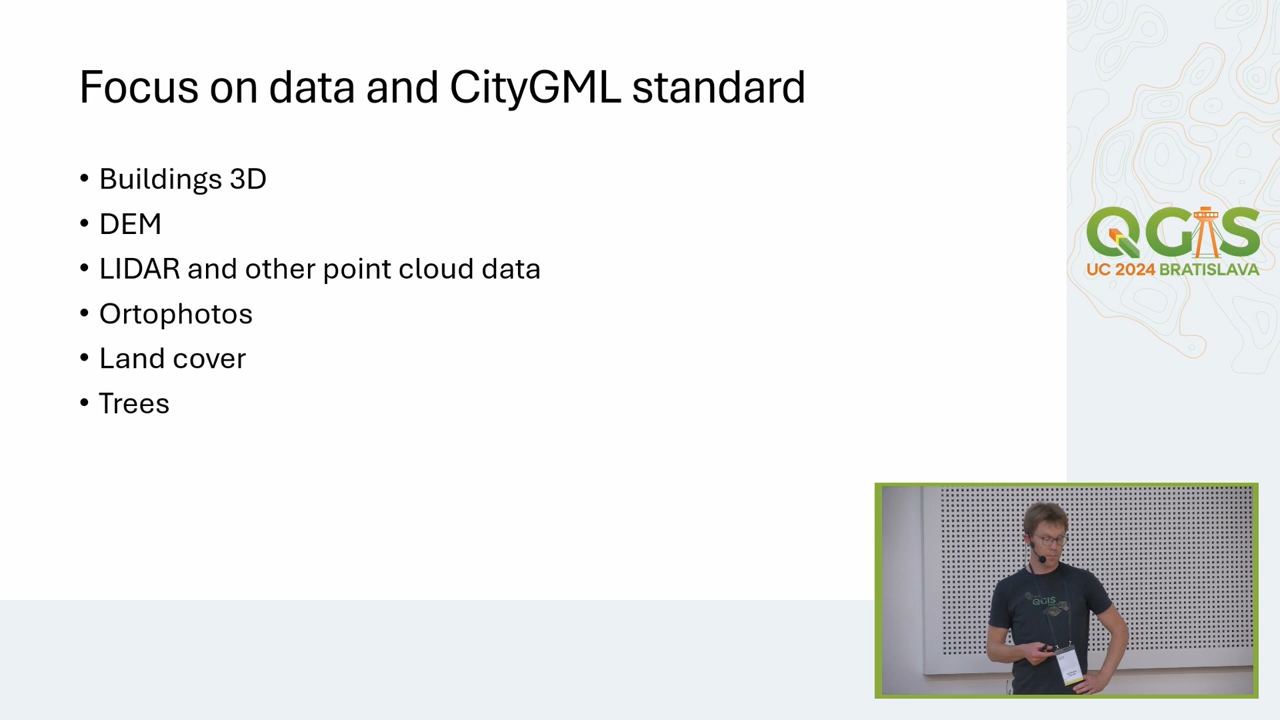 Focus on data and CityGML standard
• Buildings 3D
• DEM
• LIDAR and other point cloud data
• Ortophotos
• Land cover
• Trees
QGIS
UC 2024 BRATISLAVA
QGIS